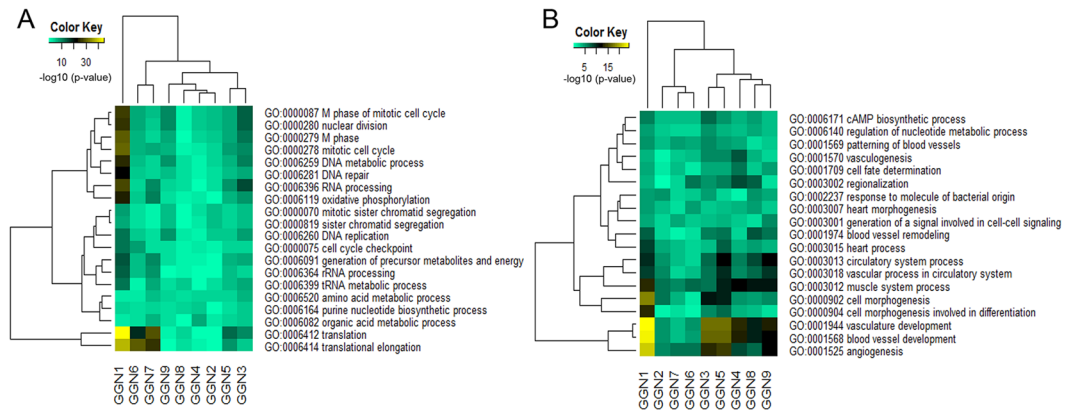 A
Color Key
10 30
-log10 (p-value)
GO:0000087 M phase of mitotic cell cycle
GO:0000280 nuclear division
GO:0000279 M phase
GO:0000278 mitotic cell cycle
GO:0006259 DNA metabolic process
GO:0006281 DNA repair
GO:0006396 RNA processing
GO:0006119 oxidative phosphorylation
GO:0000070 mitotic sister chromatid segregation
GO:0000819 sister chromatid segregation
GO:0006260 DNA replication
GO:0000075 cell cycle checkpoint
GO:0006091 generation of precursor metabolites and energy
GO:0006364 rRNA processing
GO:0006399 tRNA metabolic process
GO:0006520 amino acid metabolic process
GO:0006164 purine nucleotide biosynthetic process
GO:0006082 organic acid metabolic process
GO:0006412 translation
GO:0006414 translational elongation
GGN1
GGN6
GGN7
GGN9
GGN8
GGN4
GGN2
GGN5
GGN3
B
Color Key
5 15
-log10 (p-value)
GO:0006171 cAMP biosynthetic process
GO:0006140 regulation of nucleotide metabolic process
GO:0001569 patterning of blood vessels
GO:0001570 vasculogenesis
GO:0001709 cell fate determination
GO:0003002 regionalization
GO:0002237 response to molecule of bacterial origin
GO:0003007 heart morphogenesis
GO:0003001 generation of a signal involved in cell-cell signaling
GO:0001974 blood vessel remodeling
GO:0003015 heart process
GO:0003013 circulatory system process
GO:0003018 vascular process in circulatory system
GO:0003012 muscle system process
GO:0000902 cell morphogenesis
GO:0000904 cell morphogenesis involved in differentiation
GO:0001944 vasculature development
GO:0001568 blood vessel development
GO:0001525 angiogenesis
GGN1
GGN2
GGN7
GGN6
GGN3
GGN5
GGN4
GGN8
GGN9